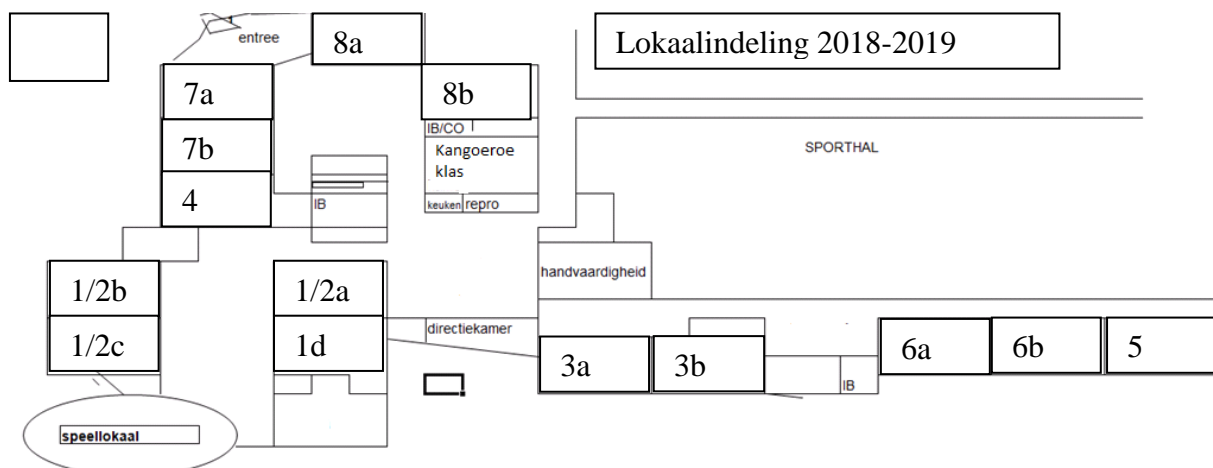 entree
8a
Lokaalindeling 2018-2019
7a
8b
IB/CO
7b
Kangoeroe
klas
SPORTHAL
4
IB
keuken
repro
handvaardigheid
1/2b
1/2a
1/2c
1d
directiekamer
3a
3b
IB
6a
6b
5
speellokaal